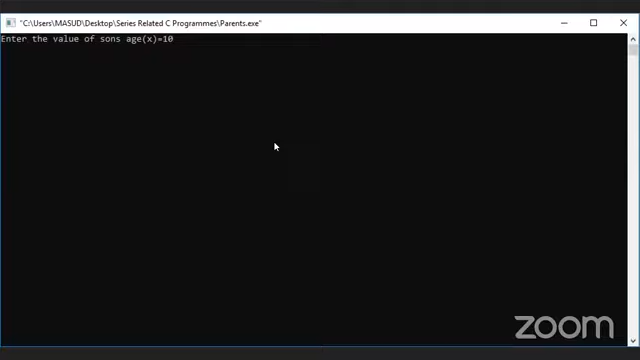 "C:\Users\MASUD\Desktop\Series Related C Programmes\Parents.exe"
Enter the value of sons age(x)=10
zoom